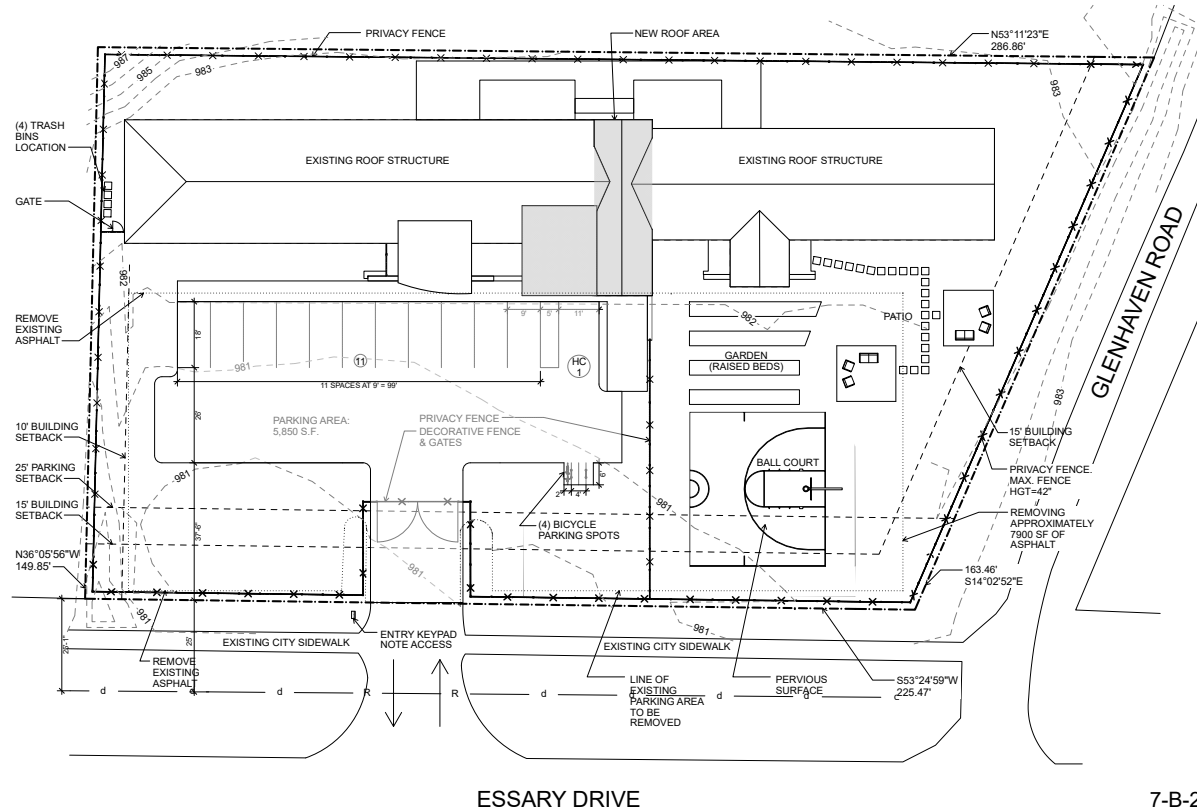 PRIVACY FENCE
NEW ROOF AREA
N53°11'23"E
286.86'
987
985
983
983
(4) TRASH
BINS
LOCATION
EXISTING ROOF STRUCTURE
EXISTING ROOF STRUCTURE
GATE
GLENHAVEN ROAD
982
REMOVE
EXISTING
ASPHALT
9'
5'
11'
982
PATIO
18'
981
11
HC
1
GARDEN
(RAISED BEDS)
11 SPACES AT 9' = 99'
983
26'
PARKING AREA:
5,850 S.F.
PRIVACY FENCE
DECORATIVE FENCE
& GATES
10' BUILDING
SETBACK
15' BUILDING
SETBACK
25' PARKING
SETBACK
981
BALL COURT
PRIVACY FENCE.
MAX. FENCE
HGT=42"
6'
2'
4'
981
15' BUILDING
SETBACK
37'-6"
(4) BICYCLE
PARKING SPOTS
REMOVING
APPROXIMATELY
7900 SF OF
ASPHALT
N36°05'56"W
149.85'
981
163.46'
S14°02'52"E
981
981
ENTRY KEYPAD
NOTE ACCESS
EXISTING CITY SIDEWALK
EXISTING CITY SIDEWALK
25'
REMOVE
EXISTING
ASPHALT
LINE OF
EXISTING
PARKING AREA
TO BE
REMOVED
PERVIOUS
SURFACE
S53°24'59"W
225.47'
d
d
R
R
d
d
d
d
ESSARY DRIVE
7-B-2